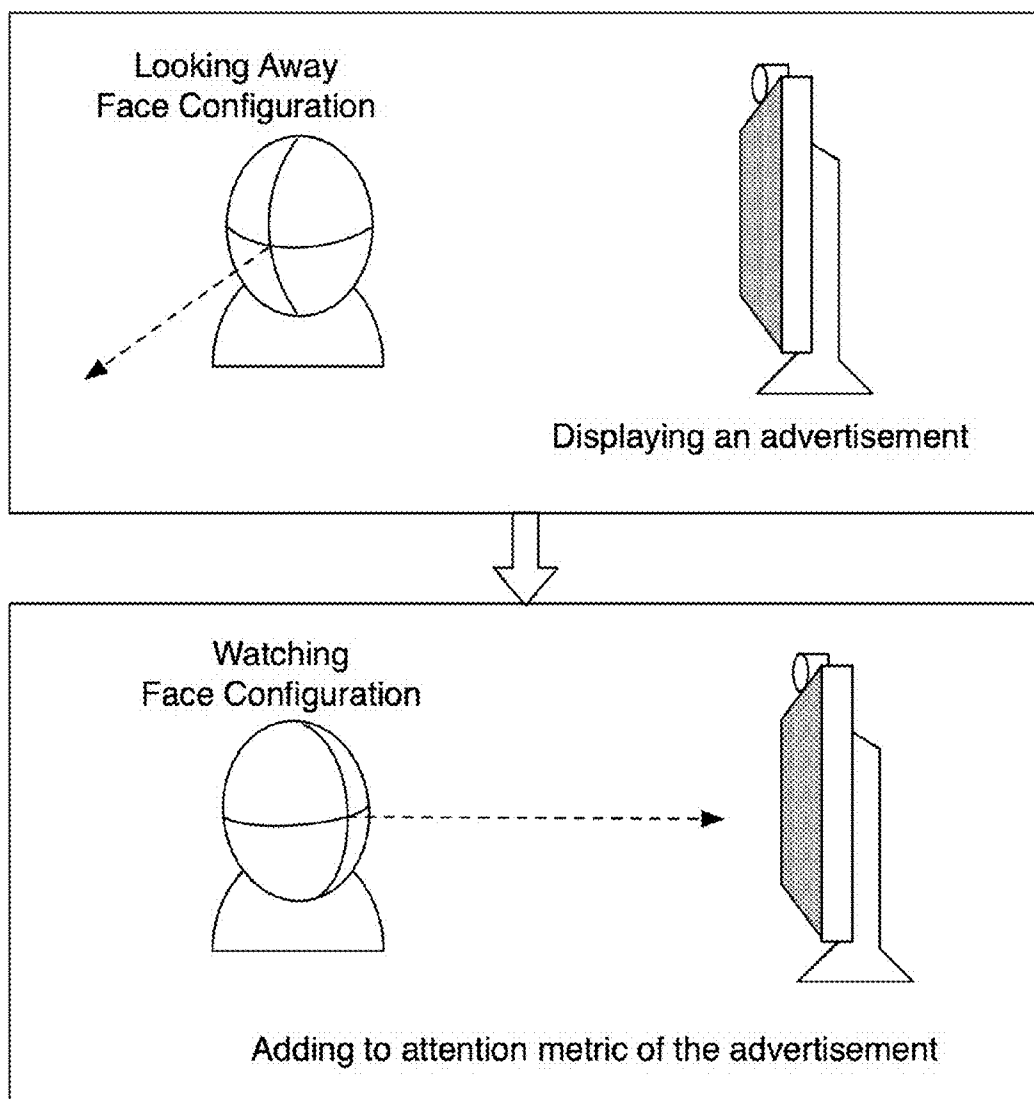 Looking Away
Face Configuration
Displaying an advertisement
Watching
Face Configuration
Adding to attention metric of the advertisement